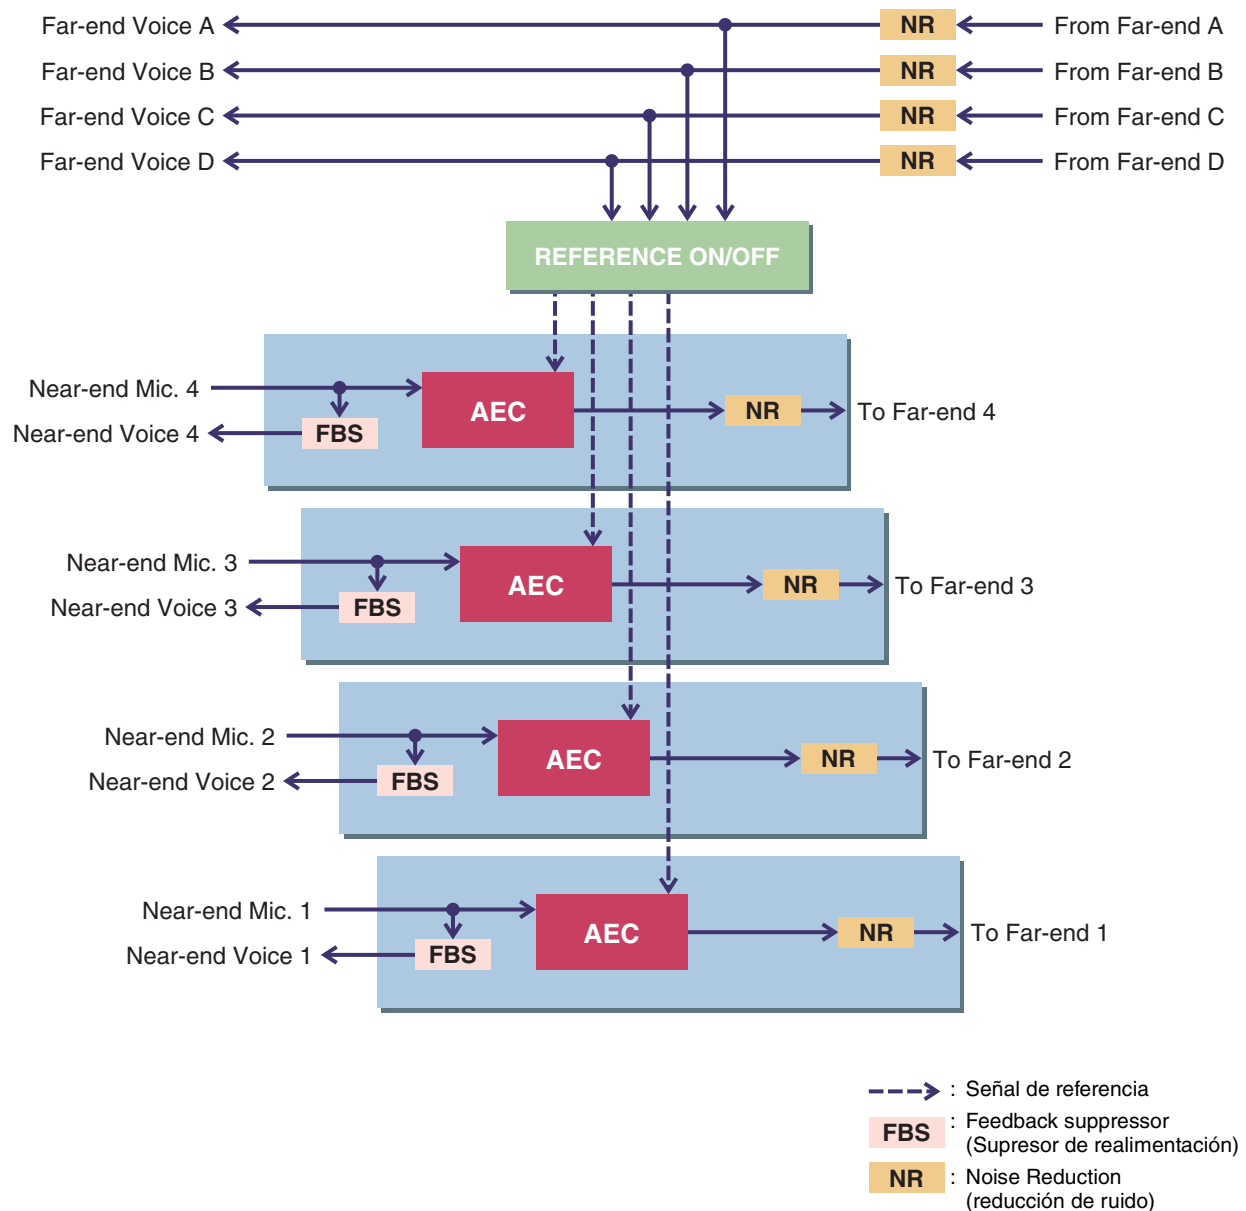 Far-end Voice A NR From Far-end A
Far-end Voice B NR From Far-end B
Far-end Voice C NR From Far-end C
Far-end Voice D NR From Far-end D
REFERENCE ON/OFF
Near-end Mic. 4
AEC NR To Far-end 4
Near-end Voice 4 FBS
Near-end Mic. 3
AEC NR To Far-end 3
Near-end Voice 3 FBS
Near-end Mic. 2
AEC NR To Far-end 2
Near-end Voice 2 FBS
Near-end Mic. 1
AEC NR To Far-end 1
Near-end Voice 1 FBS
: Señal de referencia
FBS : Feedback suppressor
(Supresor de realimentación)
NR : Noise Reduction
(reducción de ruido)